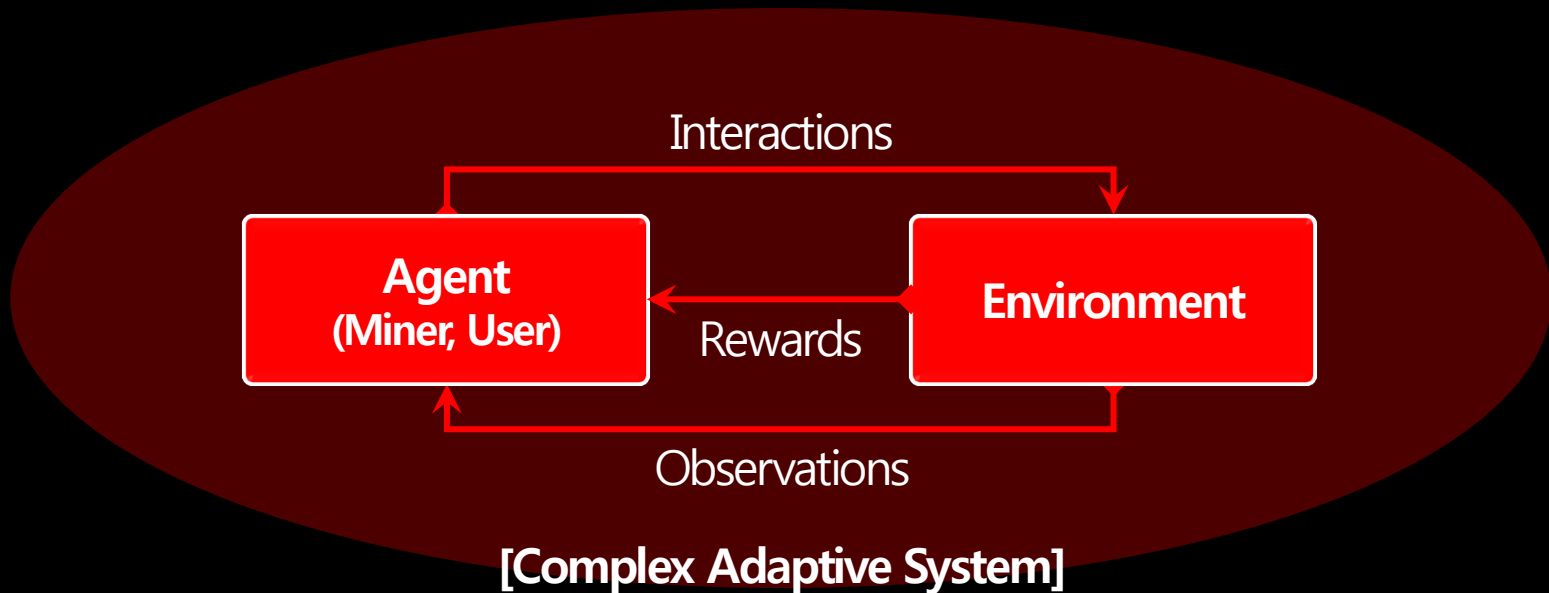 Interactions
Agent
(Miner, User)
Environment
Rewards
Observations
[Complex Adaptive System]